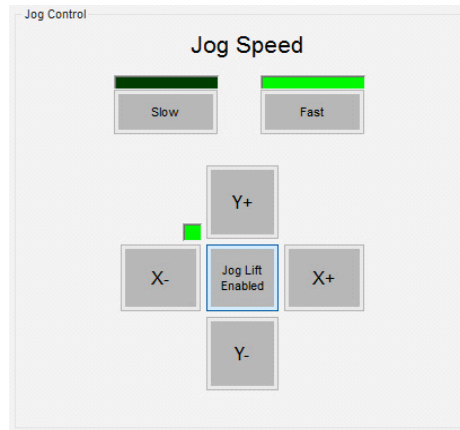 Jog Control
Jog Speed
Slow
Fast
Y+
X-
Jog Lift
Enabled
X+
Y-